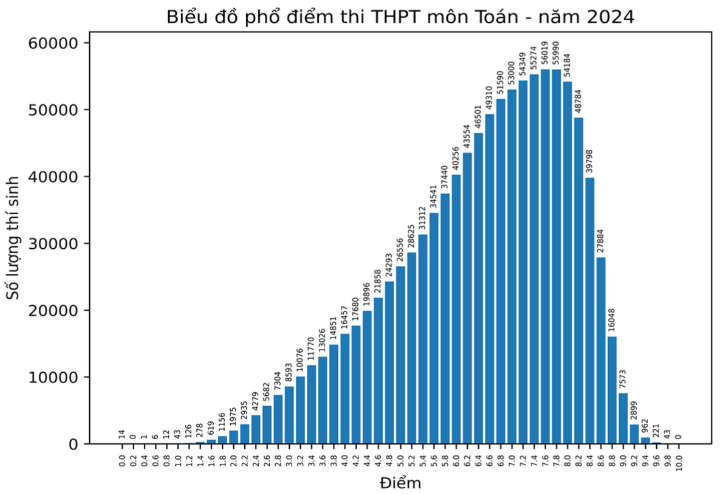 Biểu đồ phổ điểm thi THPT môn Toán - năm 2024
Số lượng thí sinh
60000
50000
40000
30000
20000
10000
0
14 0 1 6 12 43 126 278 619 1156 1975 2935 4279 5682 7304 8593 10076 11770 13026 14851 16457 17680 19896 21858 24293 26556 28625 31312 34541 37440 40256 43554 46501 49310 51590 53000 54349 55274 56019 55990 54184 48784 39798 27884 16048 7573 2899 962 221 43 0
0.0 0.2 0.4 0.6 0.8 1.0 1.2 1.4 1.6 1.8 2.0 2.2 2.4 2.6 2.8 3.0 3.2 3.4 3.6 3.8 4.0 4.2 4.4 4.6 4.8 5.0 5.2 5.4 5.6 5.8 6.0 6.2 6.4 6.6 6.8 7.0 7.2 7.4 7.6 7.8 8.0 8.2 8.4 8.6 8.8 9.0 9.2 9.4 9.6 9.8 10.0
Điểm